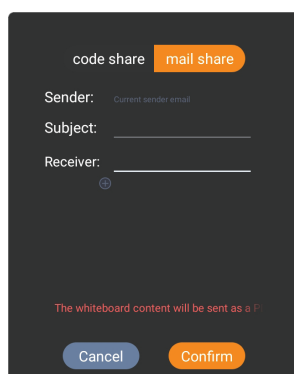 code share mail share
Sender: Current sender email
Subject:
Receiver:
The whiteboard content will be sent as a
Cancel Confirm